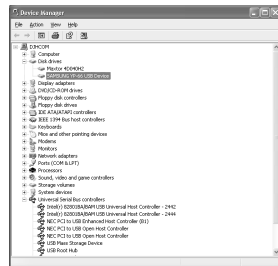 Device Manager
File Action View Help
DJHCOM
Computer
Disk drives
Maxtor 4D040H2
SAMSUNG YP-66 USB Device
Display adapters
DVD/CD-ROM drives
Floppy disk controllers
Floppy disk drives
IDE ATA/ATAPI controllers
IEEE 1394 Bus host controllers
Keyboards
Mice and other pointing devices
Modems
Monitors
Network adapters
Ports (COM & LPT)
Processors
Sound, video and game controllers
Storage volumes
System devices
Universal Serial Bus controllers
Intel(r) 82801BA/BAM USB Universal Host Controller - 2442
Intel(r) 82801BA/BAM USB Universal Host Controller - 2444
NEC PCI to USB Enhanced Host Controller (B1)
NEC PCI to USB Open Host Controller
NEC PCI to USB Open Host Controller
USB Mass Storage Device
USB Root Hub